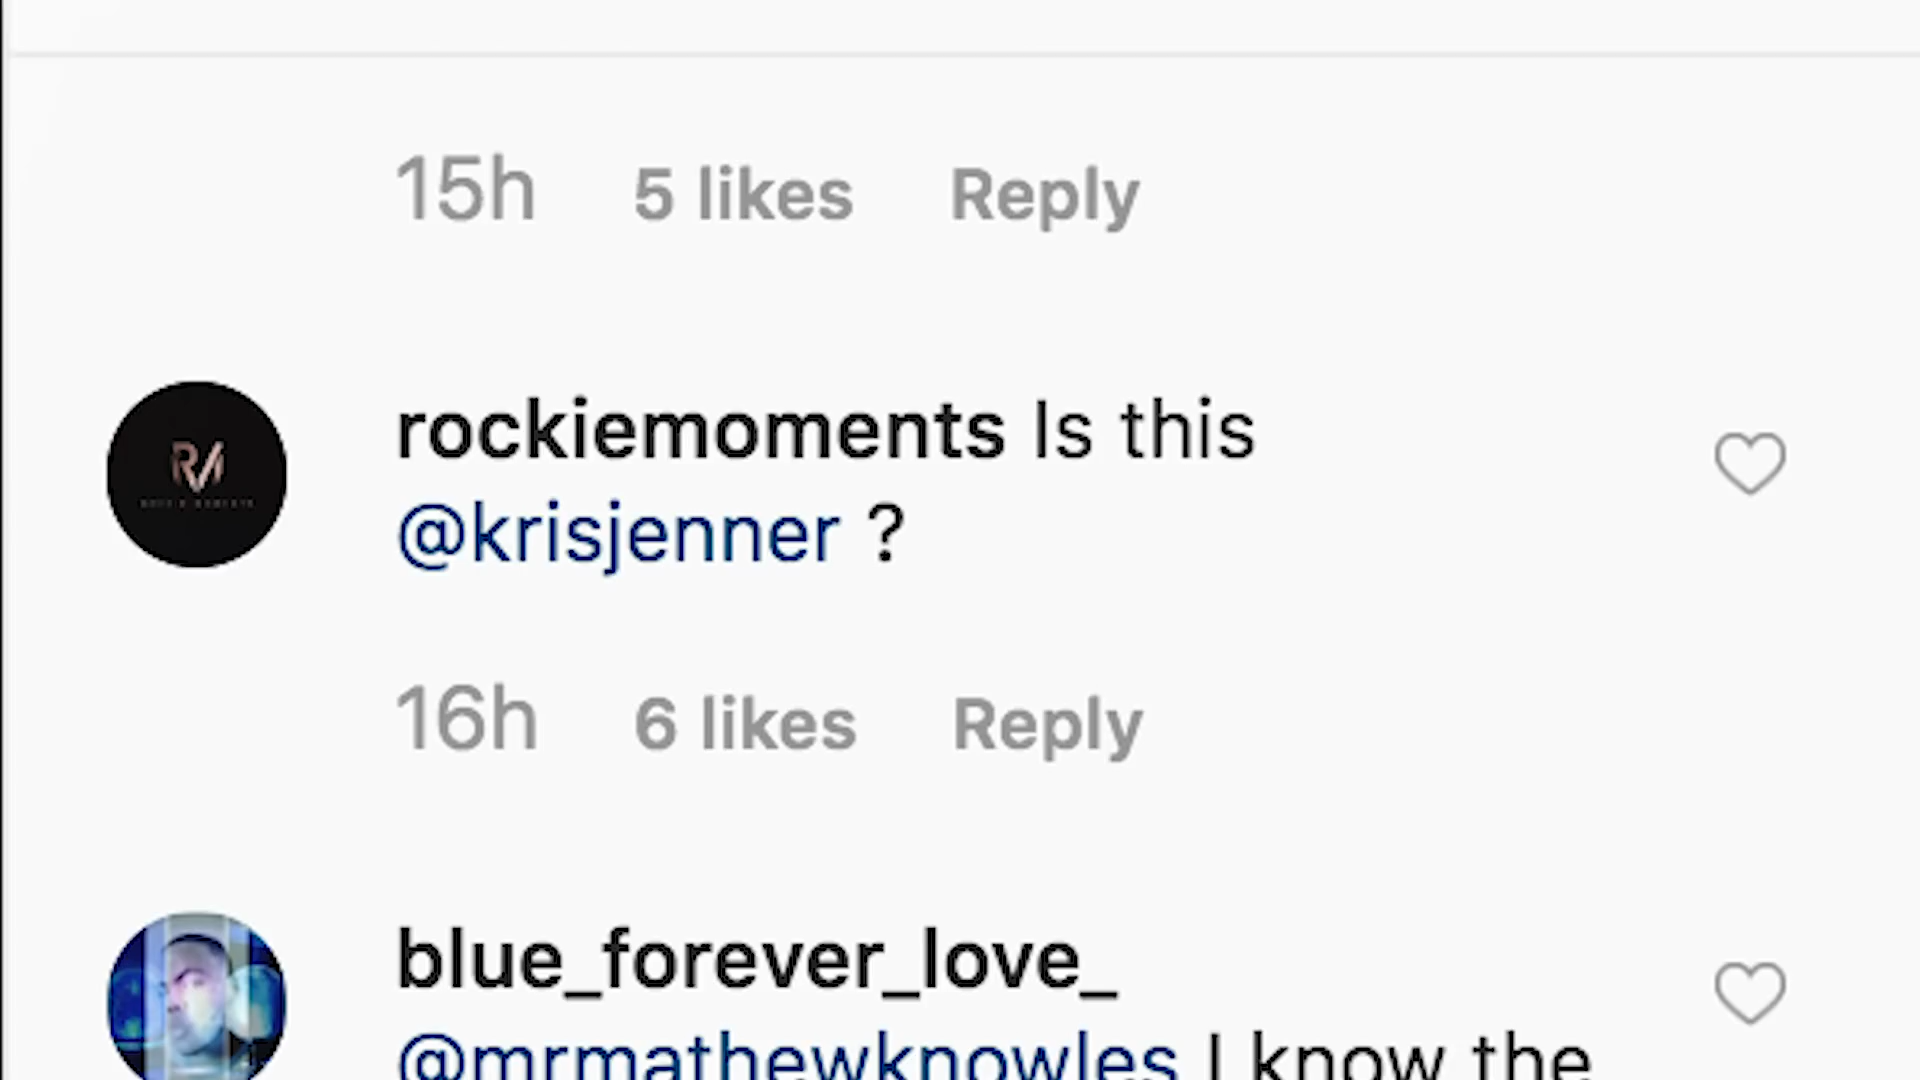 15h 5 likes Reply
rockiemoments Is this
@krisjenner ?
16h 6 likes Reply
blue_forever_love_
@mrmathewknowles I know the